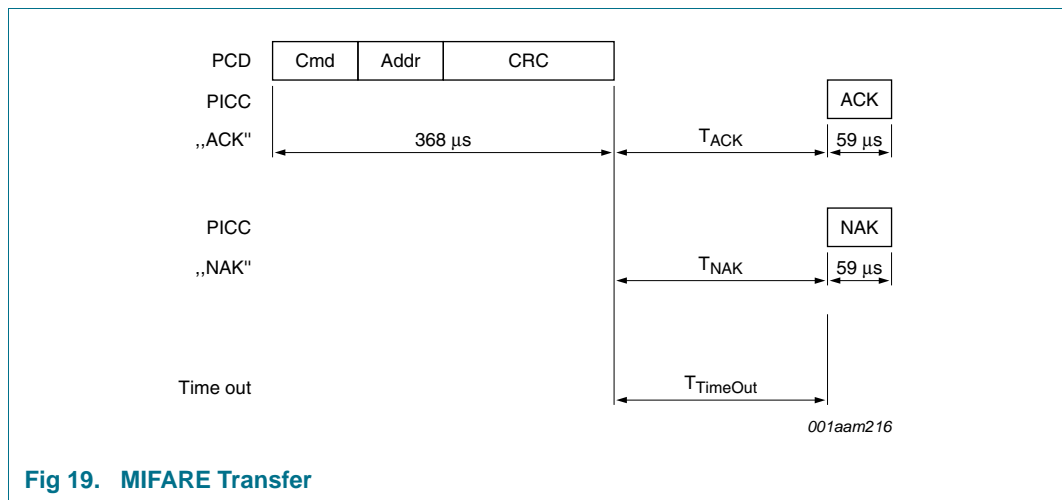 PCD Cmd Addr CRC
PICC ACK
,,ACK" 368 µs TACK 59 µs
PICC NAK
,,NAK" TNAK 59 µs
Time out TTimeOut
001aam216
Fig 19. MIFARE Transfer